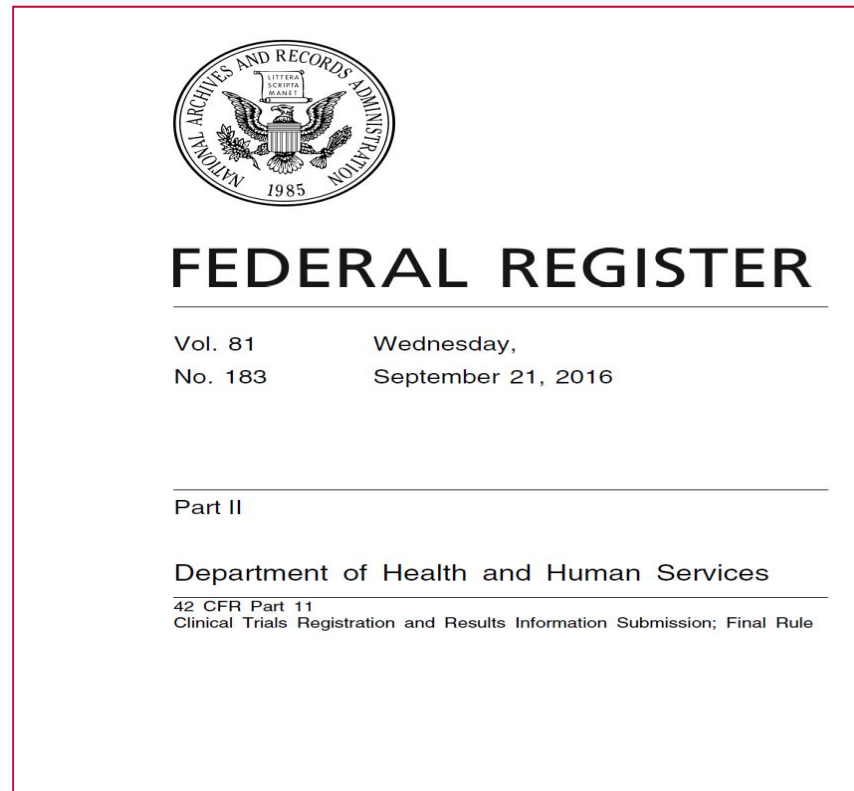 NATIONAL ARCHIVES AND RECORDS ADMINISTRATION
LITTERA
SCRIPTA
MANET
1985
FEDERAL REGISTER
Vol. 81 Wednesday,
No. 183 September 21, 2016
Part II
Department of Health and Human Services
42 CFR Part 11
Clinical Trials Registration and Results Information Submission; Final Rule